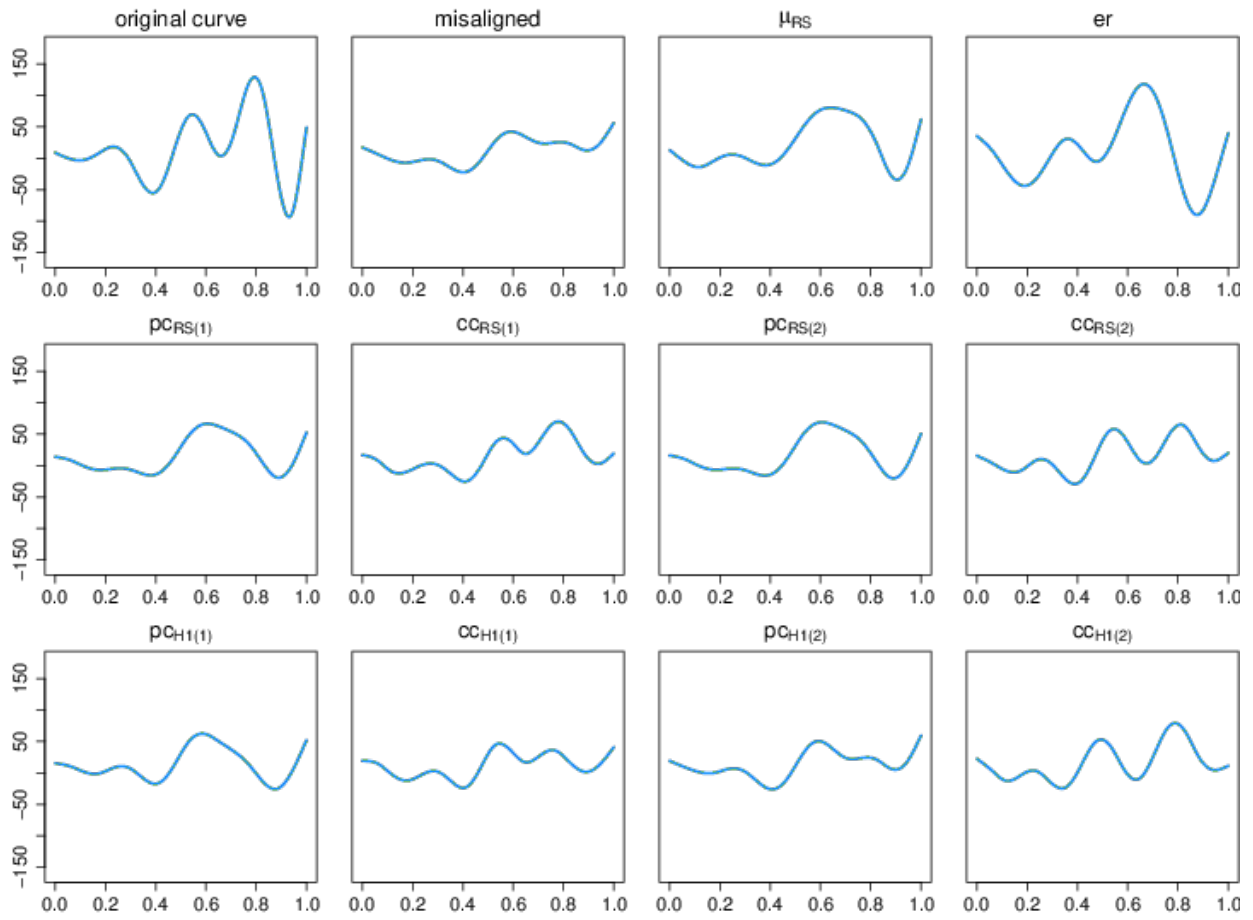 original curve misaligned μRS er
150
50
−50
−150
0.0 0.2 0.4 0.6 0.8 1.0 0.0 0.2 0.4 0.6 0.8 1.0 0.0 0.2 0.4 0.6 0.8 1.0 0.0 0.2 0.4 0.6 0.8 1.0
pcRS(1) ccRS(1) pcRS(2) ccRS(2)
150
50
−50
−150
0.0 0.2 0.4 0.6 0.8 1.0 0.0 0.2 0.4 0.6 0.8 1.0 0.0 0.2 0.4 0.6 0.8 1.0 0.0 0.2 0.4 0.6 0.8 1.0
pcH1(1) ccH1(1) pcH1(2) ccH1(2)
150
50
−50
−150
0.0 0.2 0.4 0.6 0.8 1.0 0.0 0.2 0.4 0.6 0.8 1.0 0.0 0.2 0.4 0.6 0.8 1.0 0.0 0.2 0.4 0.6 0.8 1.0